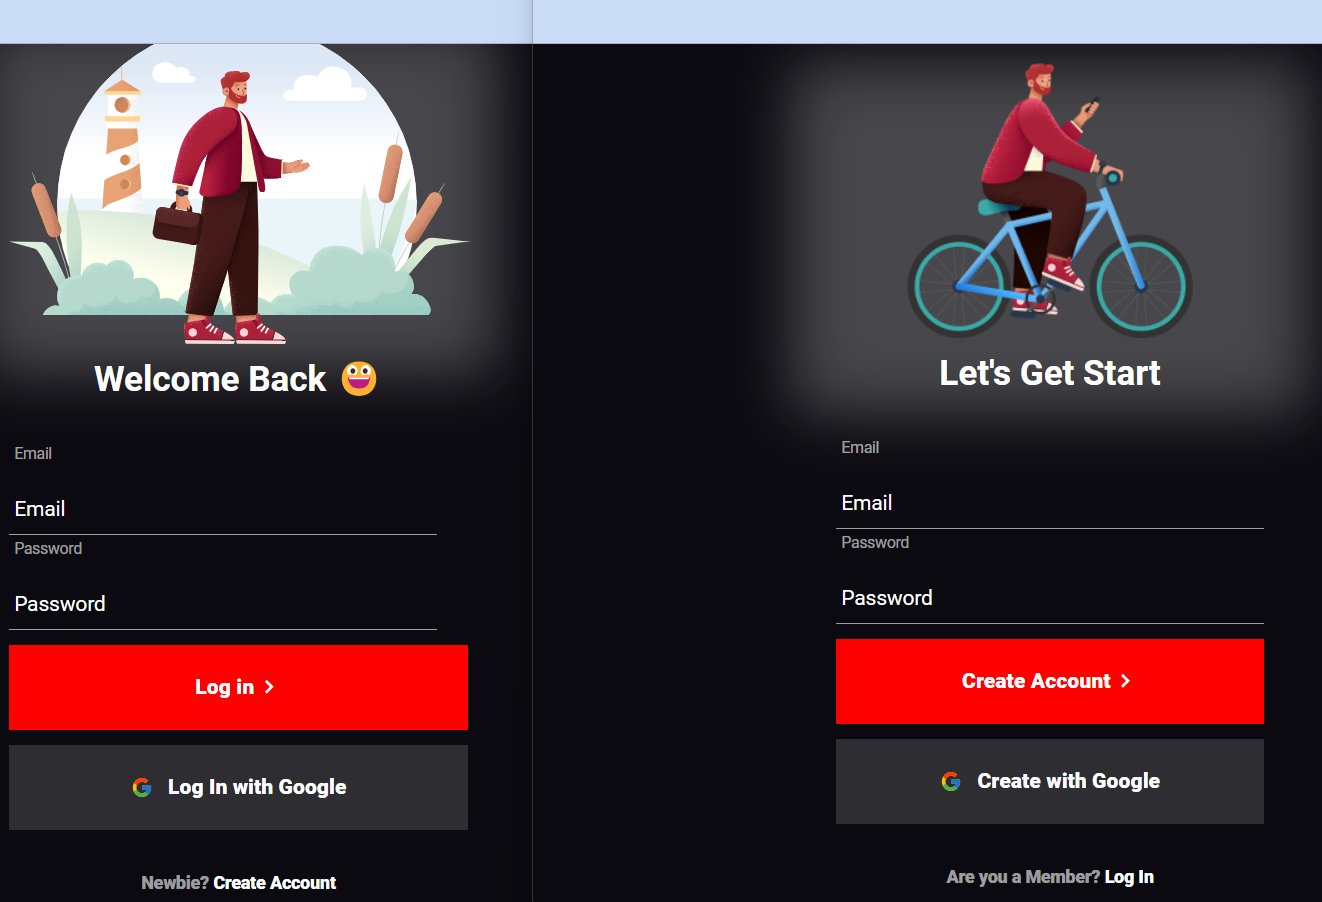 Welcome Back
Email
Email
Password
Password
Log in
Log In with Google
Newbie? Create Account
Let's Get Start
Email
Email
Password
Password
Create Account
Create with Google
Are you a Member? Log In